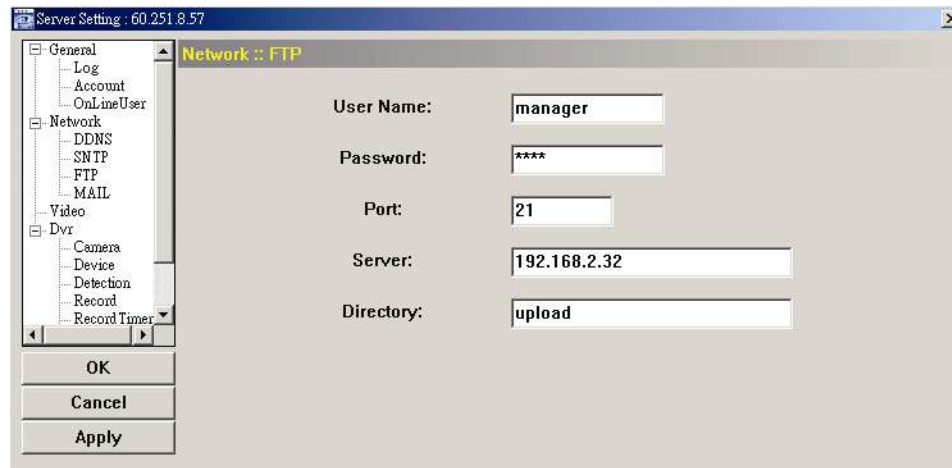 Server Setting : 60.251.8.57
General
Log
Account
OnLineUser
Network
DDNS
SNTP
FTP
MAIL
Video
Dvr
Camera
Device
Detection
Record
Record Timer
OK
Cancel
Apply
Network :: FTP
User Name: manager
Password: ****
Port: 21
Server: 192.168.2.32
Directory: upload